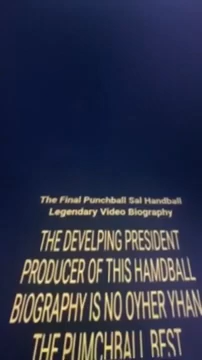 The Final Punchball Sal Handball
Legendary Video Biography
THE DEVELPING PRESIDENT
PRODUCER OF THIS HAMDBALL
BIOGRAPHY IS NO OYHER YHAN
THE PUMCHBALL BEST